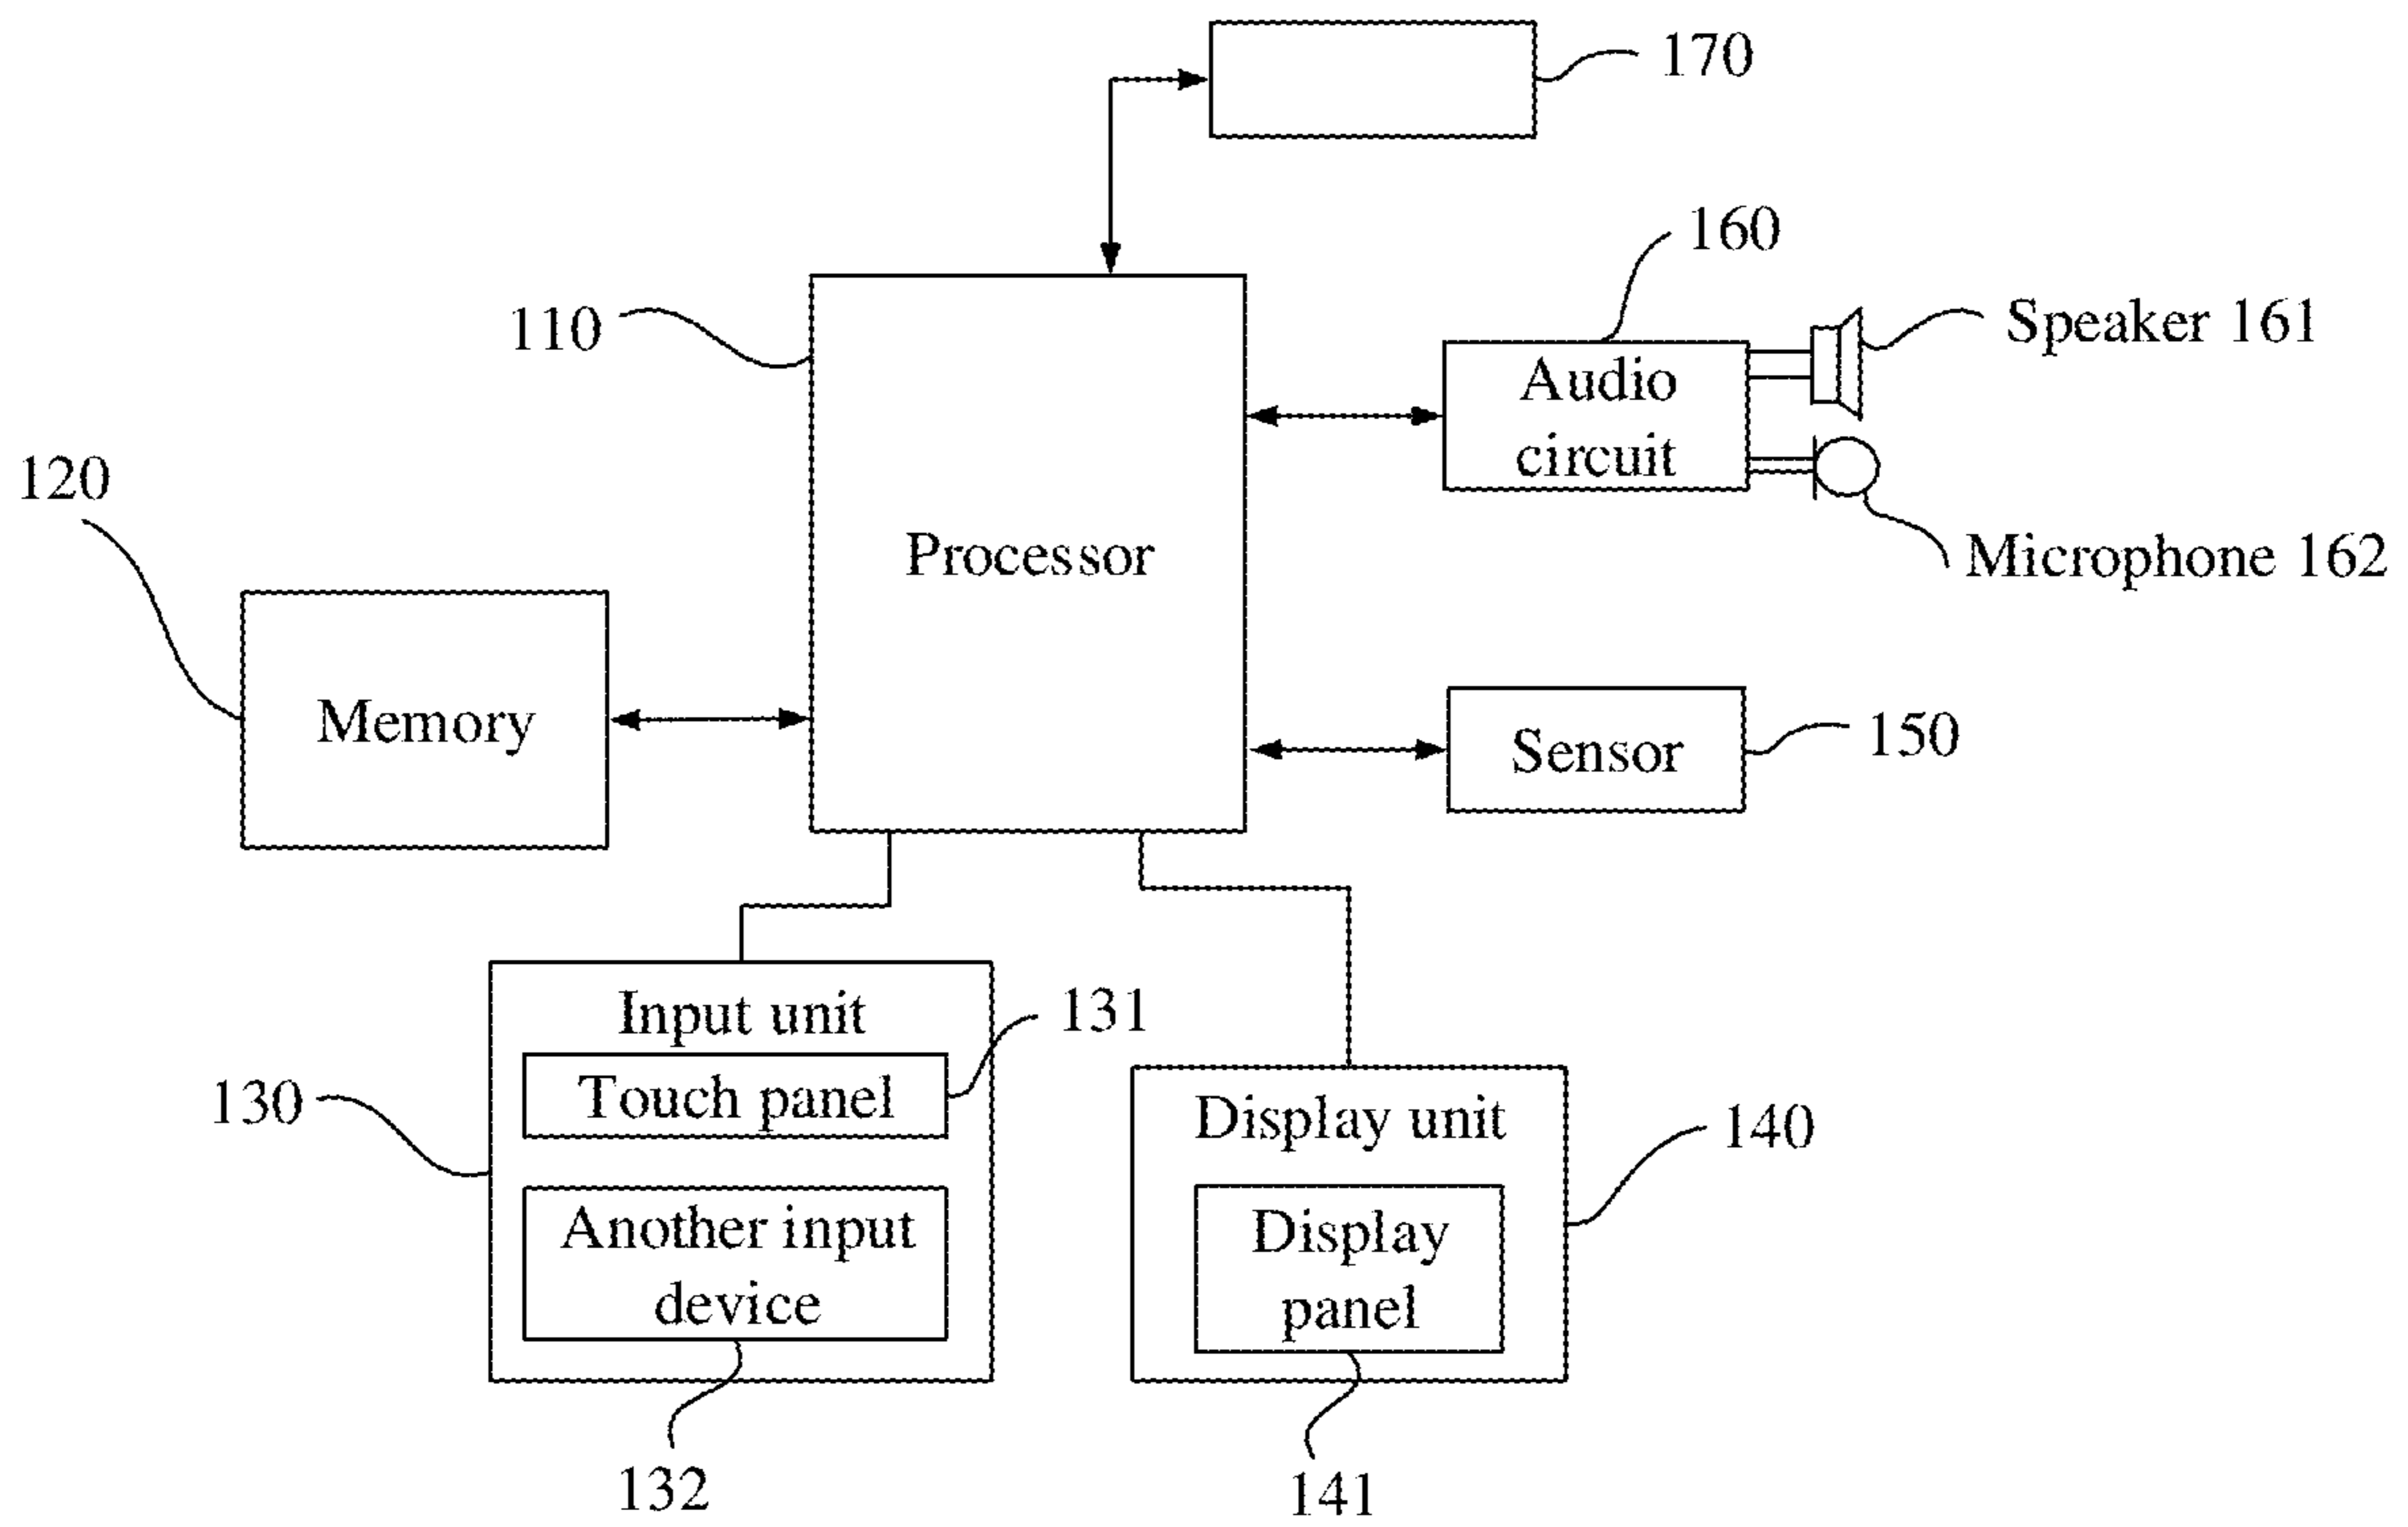 170
160
110
Speaker 161
Audio
circuit
120
Processor
Microphone 162
Memory
Sensor
150
Input unit
131
Touch panel
130
Display unit
140
Another input
device
Display
panel
132
141